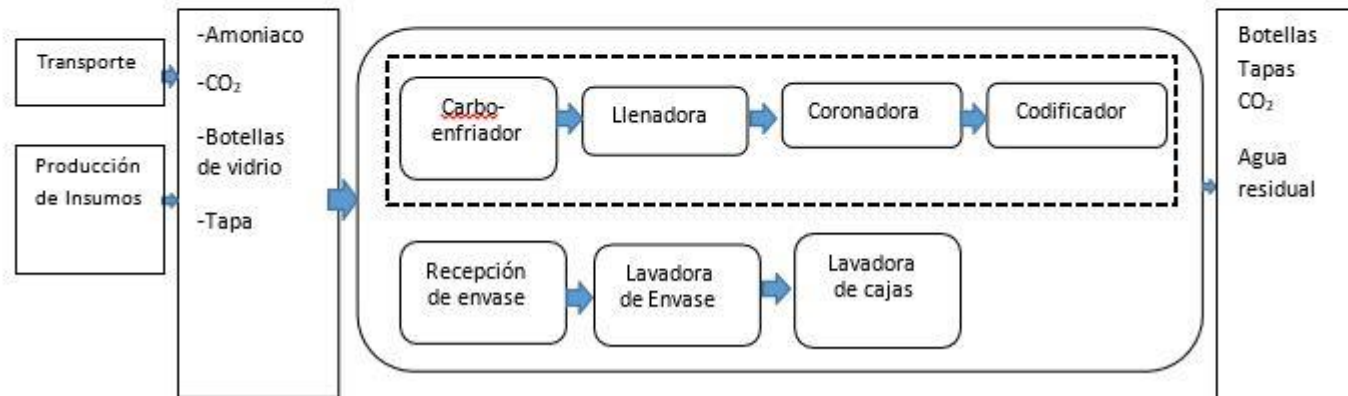 Transporte
Producción
de Insumos
-Amoniaco
-CO₂
-Botellas
de vidrio
-Tapa
Carbo-
enfriador
Llenadora
Coronadora
Codificador
Recepción
de envase
Lavadora
de Envase
Lavadora
de cajas
Botellas
Tapas
CO₂
Agua
residual